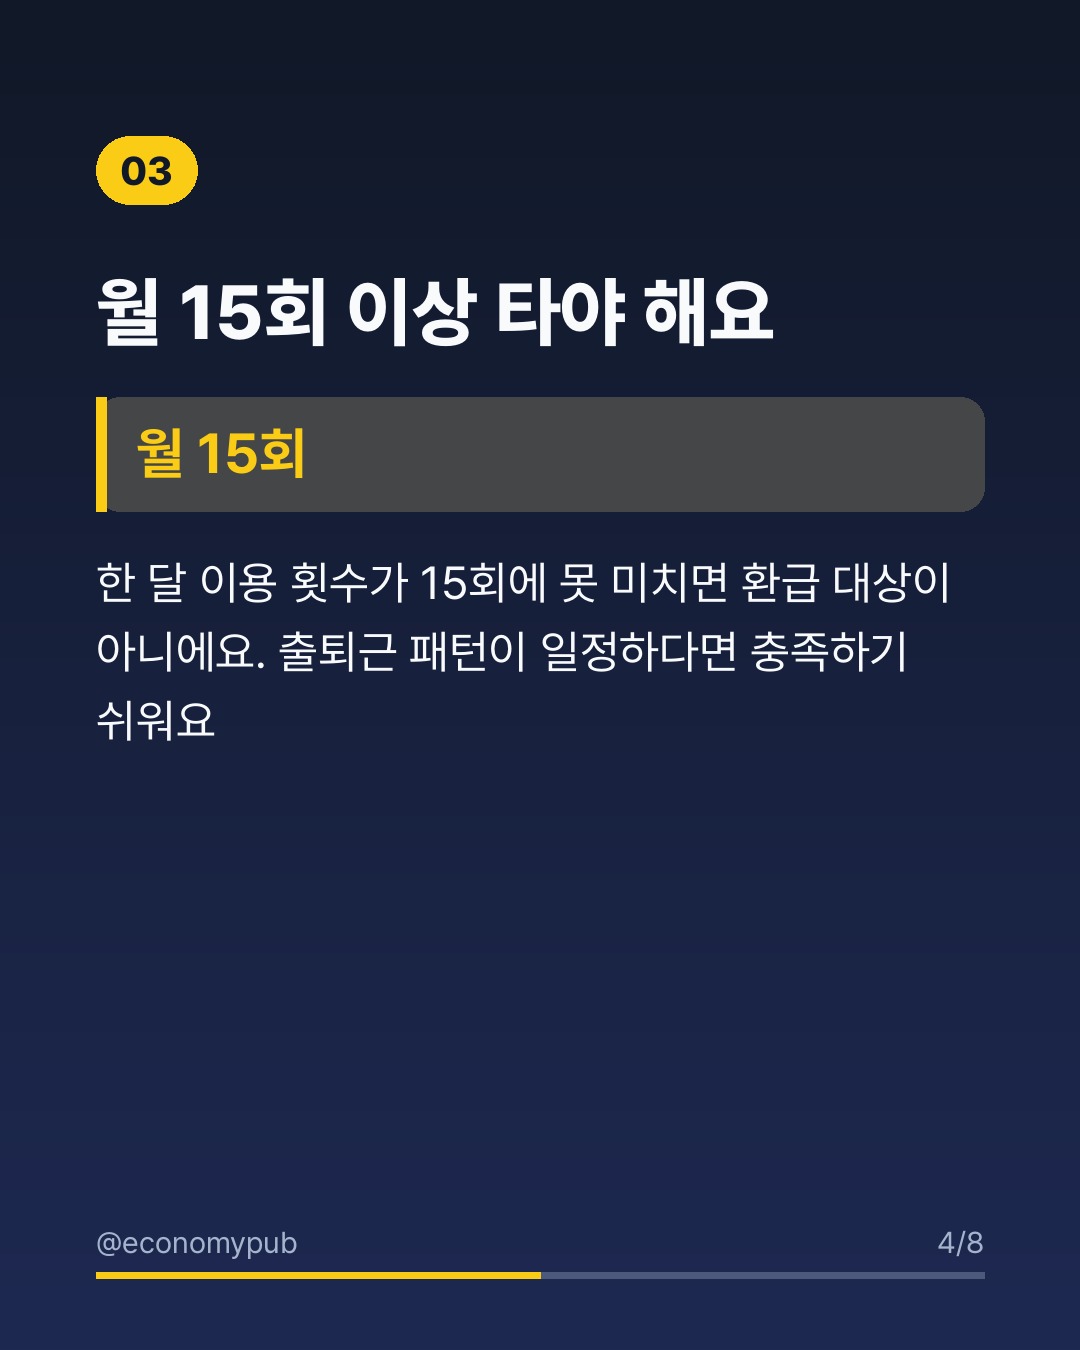 03
월 15회 이상 타야 해요
월 15회
한 달 이용 횟수가 15회에 못 미치면 환급 대상이
아니에요. 출퇴근 패턴이 일정하다면 충족하기
쉬워요
@economypub
4/8